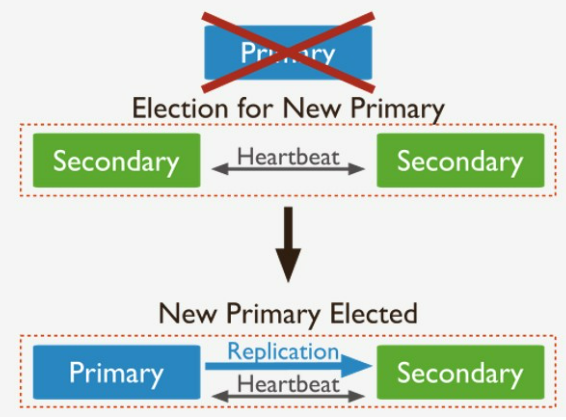 Primary
Election for New Primary
Secondary
Heartbeat
Secondary
New Primary Elected
Primary
Replication
Heartbeat
Secondary